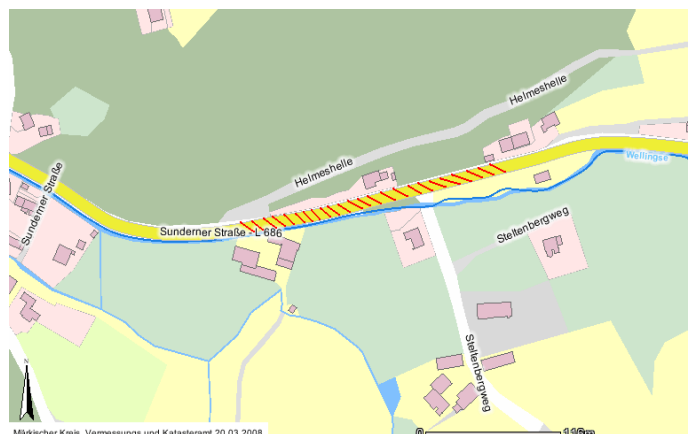 Helmeshelle
Helmeshelle
Wellingse
Sunderner Straße
Sunderner Straße - L 686
Steltenbergweg
Steltenbergweg
N
Märkischer Kreis, Vermessungs und Katasteramt 20.03.2008
0
116m